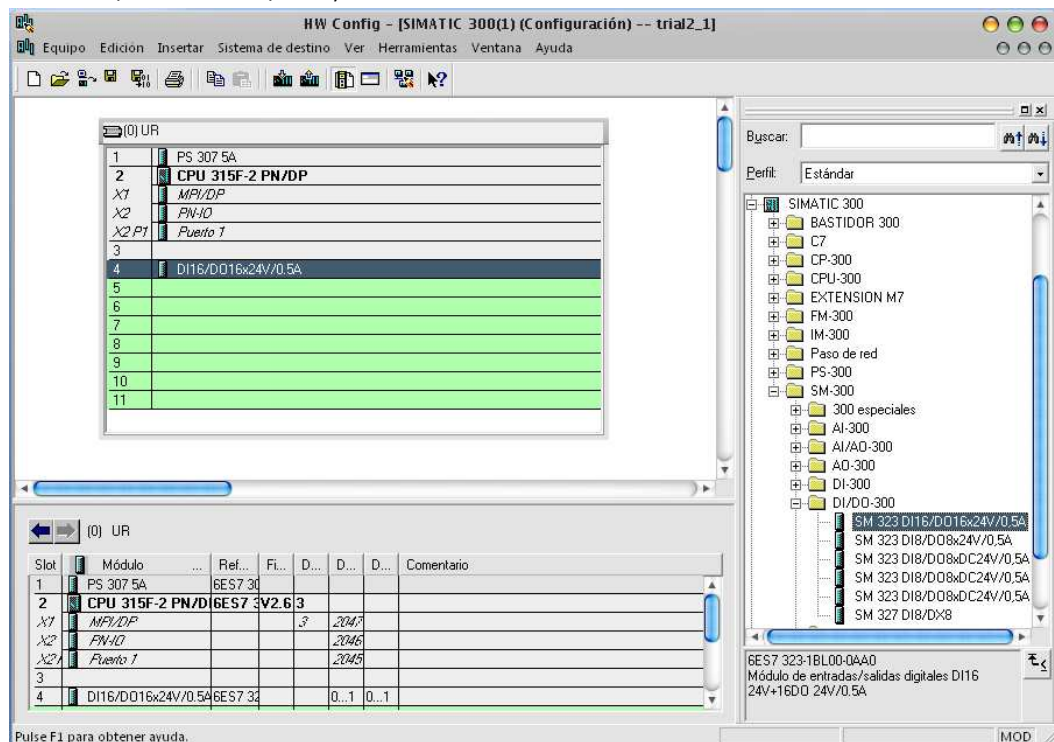 HW Config - [SIMATIC 300(1) (Configuración) -- trial2_1]
Equipo Edición Insertar Sistema de destino Ver Herramientas Ventana Ayuda
(0) UR
1 PS 307 5A
2 CPU 315F-2 PN/DP
X1 MPI/DP
X2 PN-IO
X2 P1 Puerto 1
3
4 DI16/DO16x24V/0.5A
5
6
7
8
9
10
11
Buscar:
Perfil: Estándar
SIMATIC 300
BASTIDOR 300
C7
CP-300
CPU-300
EXTENSION M7
FM-300
IM-300
Paso de red
PS-300
SM-300
300 especiales
AI-300
AI/AO-300
AO-300
DI-300
DI/DO-300
SM 323 DI16/DO16x24V/0,5A
SM 323 DI8/DO8x24V/0,5A
SM 323 DI8/DO8xDC24V/0,5A
SM 323 DI8/DO8xDC24V/0,5A
SM 323 DI8/DO8xDC24V/0,5A
SM 327 DI8/DX8
6ES7 323-1BL00-0AA0
Módulo de entradas/salidas digitales DI16
24V+16DO 24V/0.5A
(0) UR
Slot Módulo ... Ref... Fi... D... D... D... Comentario
1 PS 307 5A 6ES7 30
2 CPU 315F-2 PN/D 6ES7 3 V2.6 3
X1 MPI/DP 3 2047
X2 PN-IO 2046
X2 Puerto 1 2045
3
4 DI16/DO16x24V/0.5A 6ES7 32 0...1 0...1
Pulse F1 para obtener ayuda.
MOD